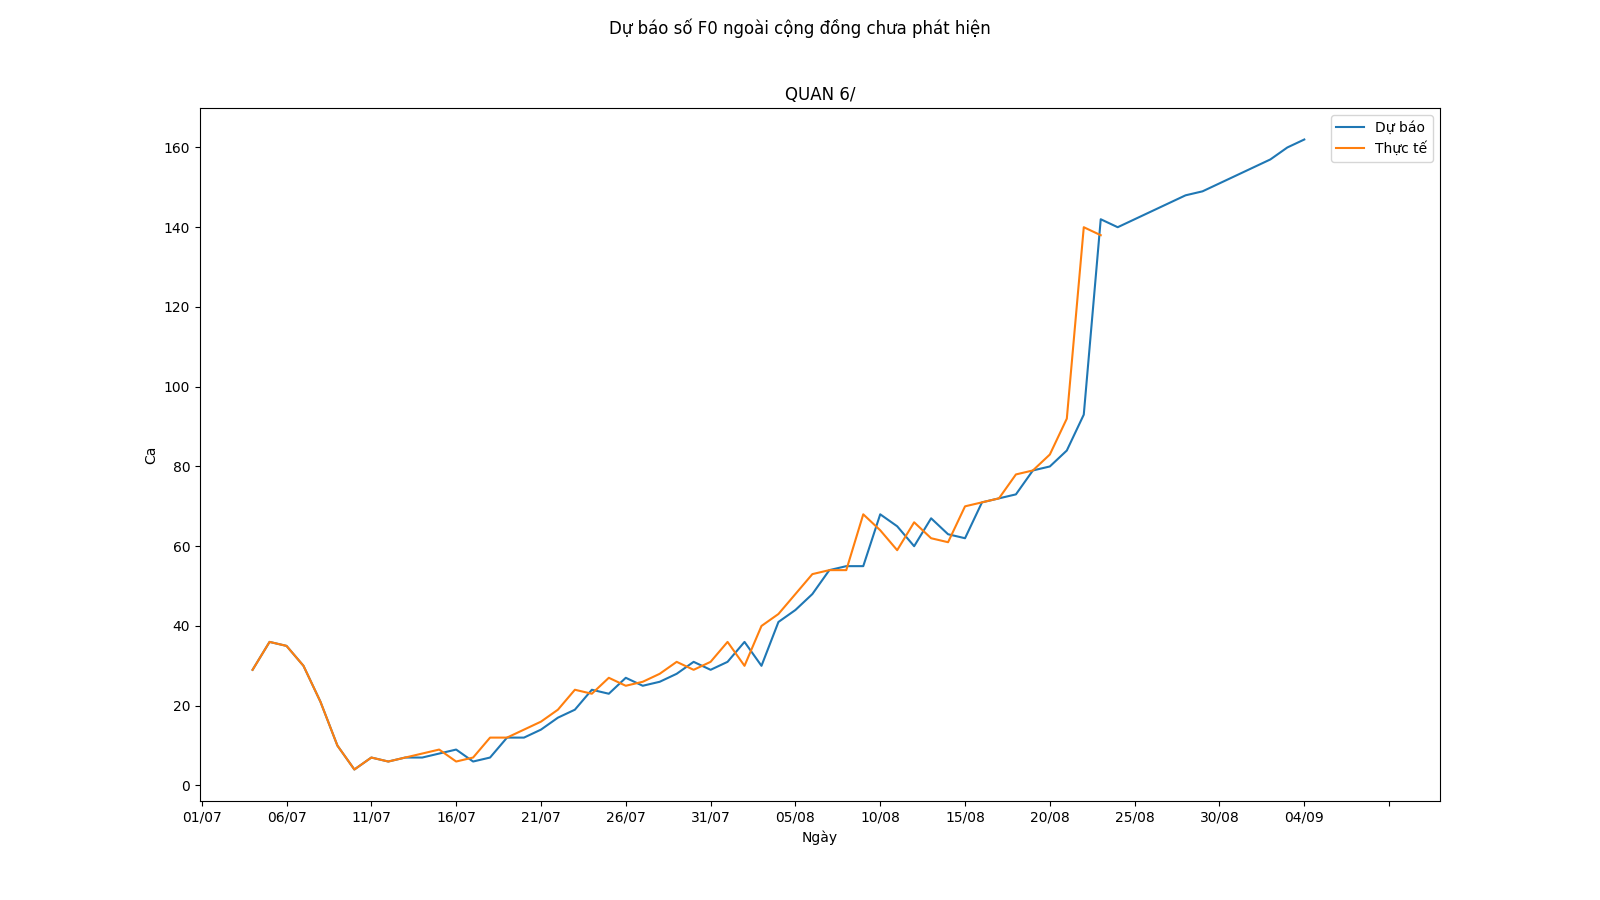 Dự báo số F0 ngoài cộng đồng chưa phát hiện
QUAN 6/
Dự báo
Thực tế
160
140
120
100
80
60
40
20
0
Ca
01/07 06/07 11/07 16/07 21/07 26/07 31/07 05/08 10/08 15/08 20/08 25/08 30/08 04/09
Ngày